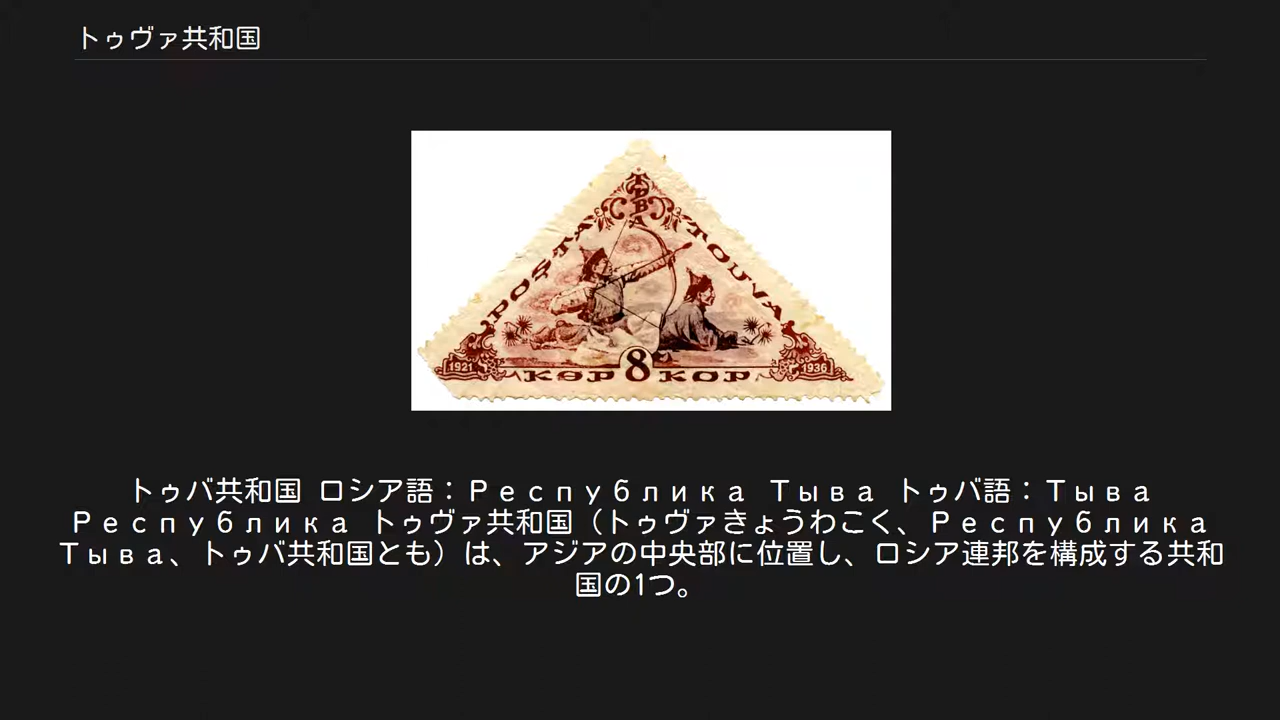 トゥヴァ共和国
TЬBA
POSTA
TOUVA
1921
KӨP 8 KOP
1936
トゥバ共和国 ロシア語：Республика Тыва トゥバ語：Тыва
Республика トゥヴァ共和国（トゥヴァきょうわこく、Республика
Тыва、トゥバ共和国とも）は、アジアの中央部に位置し、ロシア連邦を構成する共和
国の1つ。